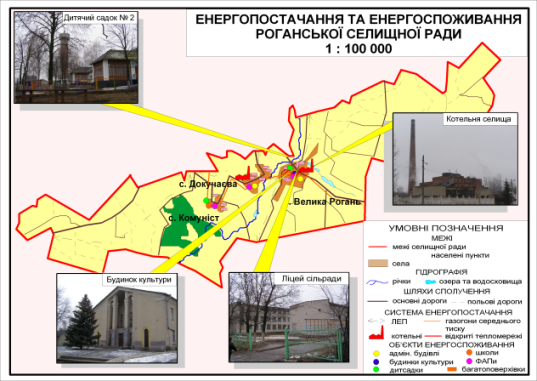 ЕНЕРГОПОСТАЧАННЯ ТА ЕНЕРГОСПОЖИВАННЯ
РОГАНСЬКОЇ СЕЛИЩНОЇ РАДИ
1 : 100 000
Дитячий садок № 2
Котельня селища
с. Докучаєва
с. Комуніст
. Велика Рогань
Будинок культури
Ліцей сільради
УМОВНІ ПОЗНАЧЕННЯ
МЕЖІ
межі селищної ради
населені пункти
села
ГІДРОГРАФІЯ
річки озера та водосховища
ШЛЯХИ СПОЛУЧЕННЯ
основні дороги польові дороги
СИСТЕМА ЕНЕРГОПОСТАЧАННЯ
ЛЕП газогони середнього
тиску
котельні відкриті тепломережі
ОБ'ЄКТИ ЕНЕРГОСПОЖИВАННЯ
адмін. будівлі школи
будинки культури ФАПи
дитсадки багатоповерхівки